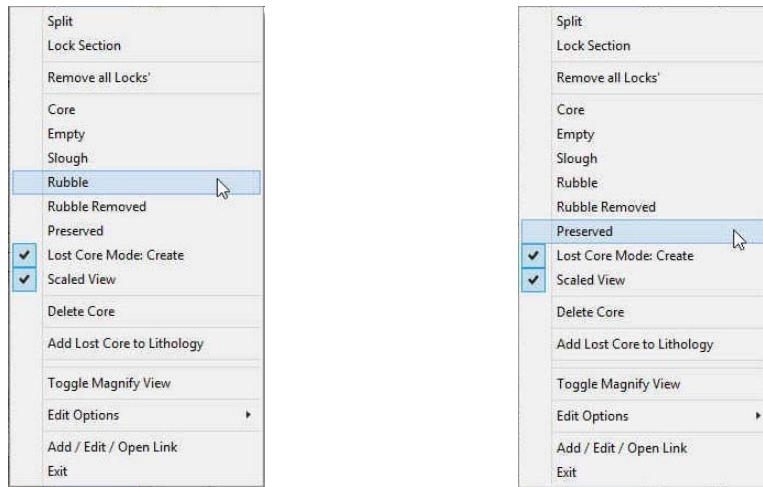 Split
Lock Section
Remove all Locks'
Core
Empty
Slough
Rubble
Rubble Removed
Preserved
Lost Core Mode: Create
Scaled View
Delete Core
Add Lost Core to Lithology
Toggle Magnify View
Edit Options
Add / Edit / Open Link
Exit
Split
Lock Section
Remove all Locks'
Core
Empty
Slough
Rubble
Rubble Removed
Preserved
Lost Core Mode: Create
Scaled View
Delete Core
Add Lost Core to Lithology
Toggle Magnify View
Edit Options
Add / Edit / Open Link
Exit